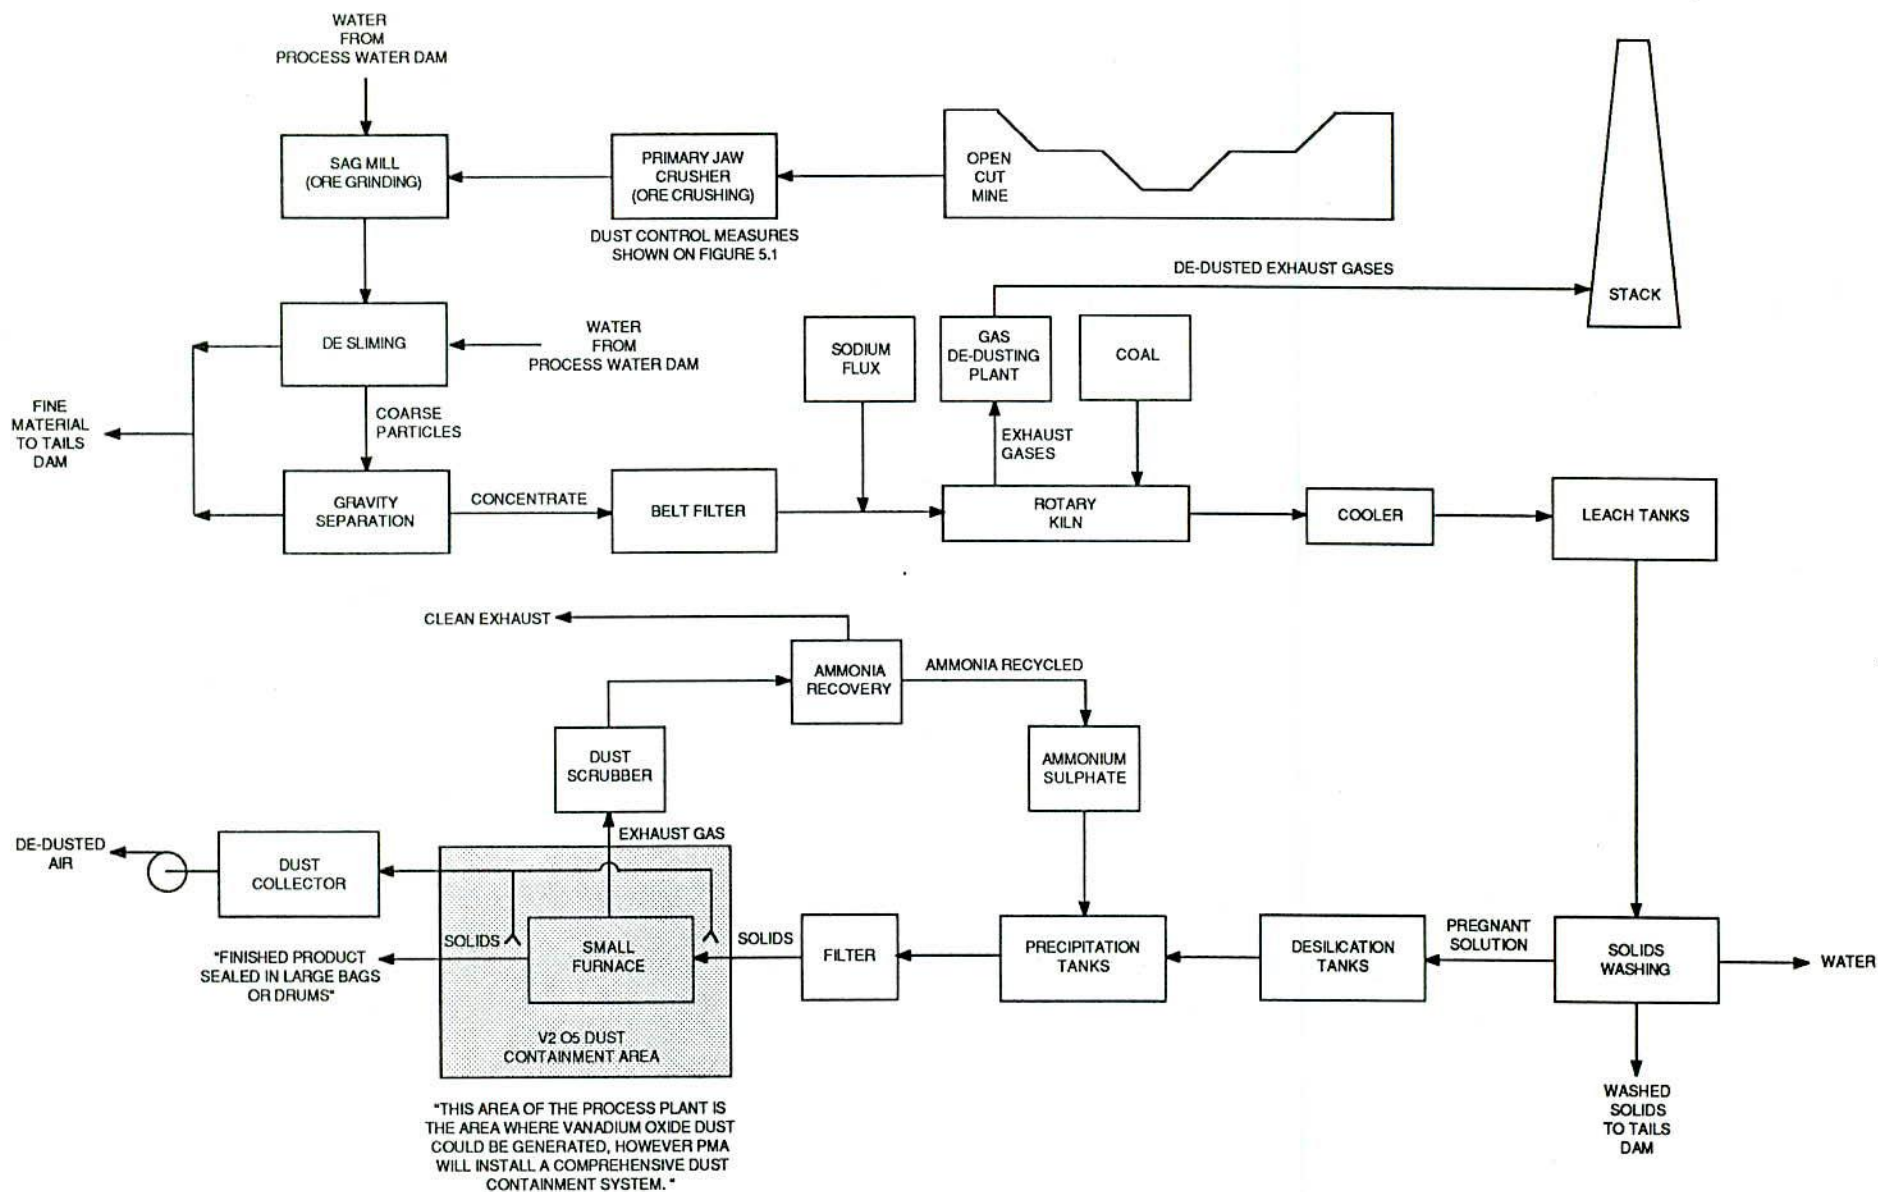 WATER
FROM
PROCESS WATER DAM
SAG MILL
(ORE GRINDING)
PRIMARY JAW
CRUSHER
(ORE CRUSHING)
OPEN
CUT
MINE
DUST CONTROL MEASURES
SHOWN ON FIGURE 5.1
DE-DUSTED EXHAUST GASES
STACK
DE SLIMING
WATER
FROM
PROCESS WATER DAM
SODIUM
FLUX
GAS
DE-DUSTING
PLANT
COAL
FINE
MATERIAL
TO TAILS
DAM
COARSE
PARTICLES
EXHAUST
GASES
GRAVITY
SEPARATION
CONCENTRATE
BELT FILTER
ROTARY
KILN
COOLER
LEACH TANKS
CLEAN EXHAUST
AMMONIA
RECOVERY
AMMONIA RECYCLED
DUST
SCRUBBER
AMMONIUM
SULPHATE
EXHAUST GAS
DE-DUSTED
AIR
DUST
COLLECTOR
SOLIDS
SMALL
FURNACE
SOLIDS
FILTER
PRECIPITATION
TANKS
DESILICATION
TANKS
PREGNANT
SOLUTION
SOLIDS
WASHING
WATER
"FINISHED PRODUCT
SEALED IN LARGE BAGS
OR DRUMS"
V2 O5 DUST
CONTAINMENT AREA
WASHED
SOLIDS
TO TAILS
DAM
"THIS AREA OF THE PROCESS PLANT IS
THE AREA WHERE VANADIUM OXIDE DUST
COULD BE GENERATED, HOWEVER PMA
WILL INSTALL A COMPREHENSIVE DUST
CONTAINMENT SYSTEM. "